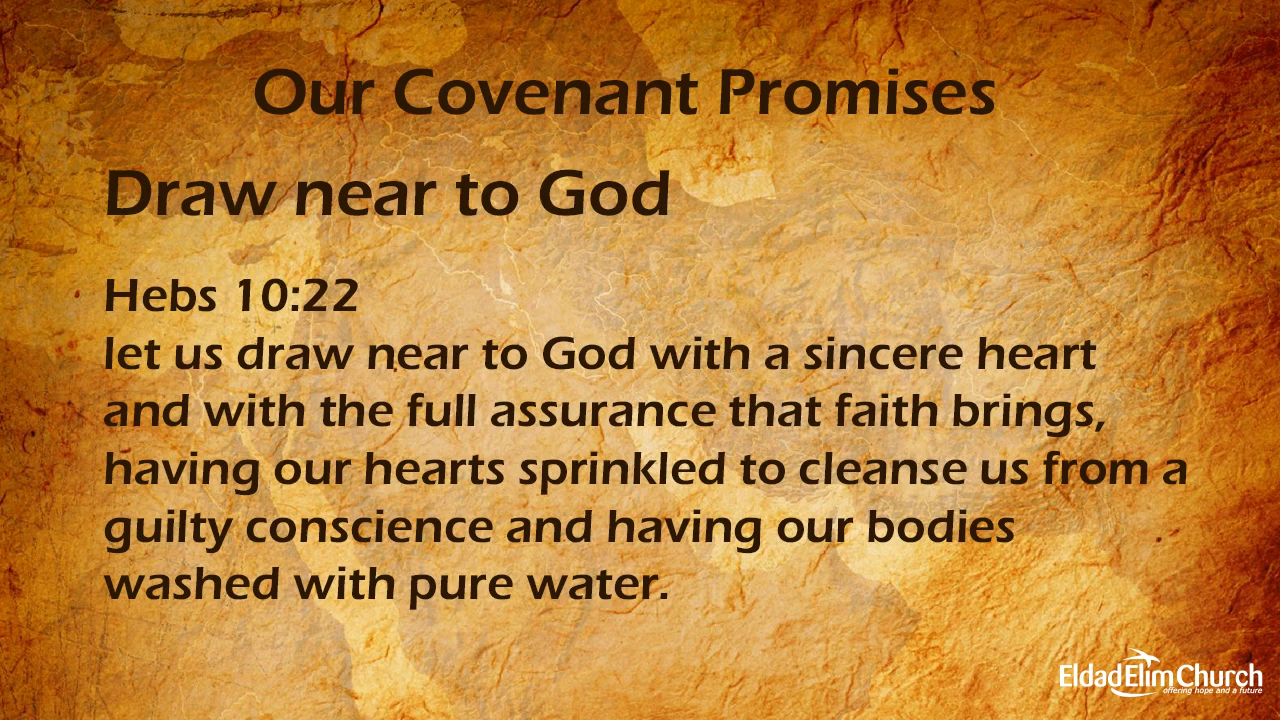 Our Covenant Promises
Draw near to God
Hebs 10:22
let us draw near to God with a sincere heart
and with the full assurance that faith brings,
having our hearts sprinkled to cleanse us from a
guilty conscience and having our bodies
washed with pure water.
EldadElimChurch
offering hope and a future